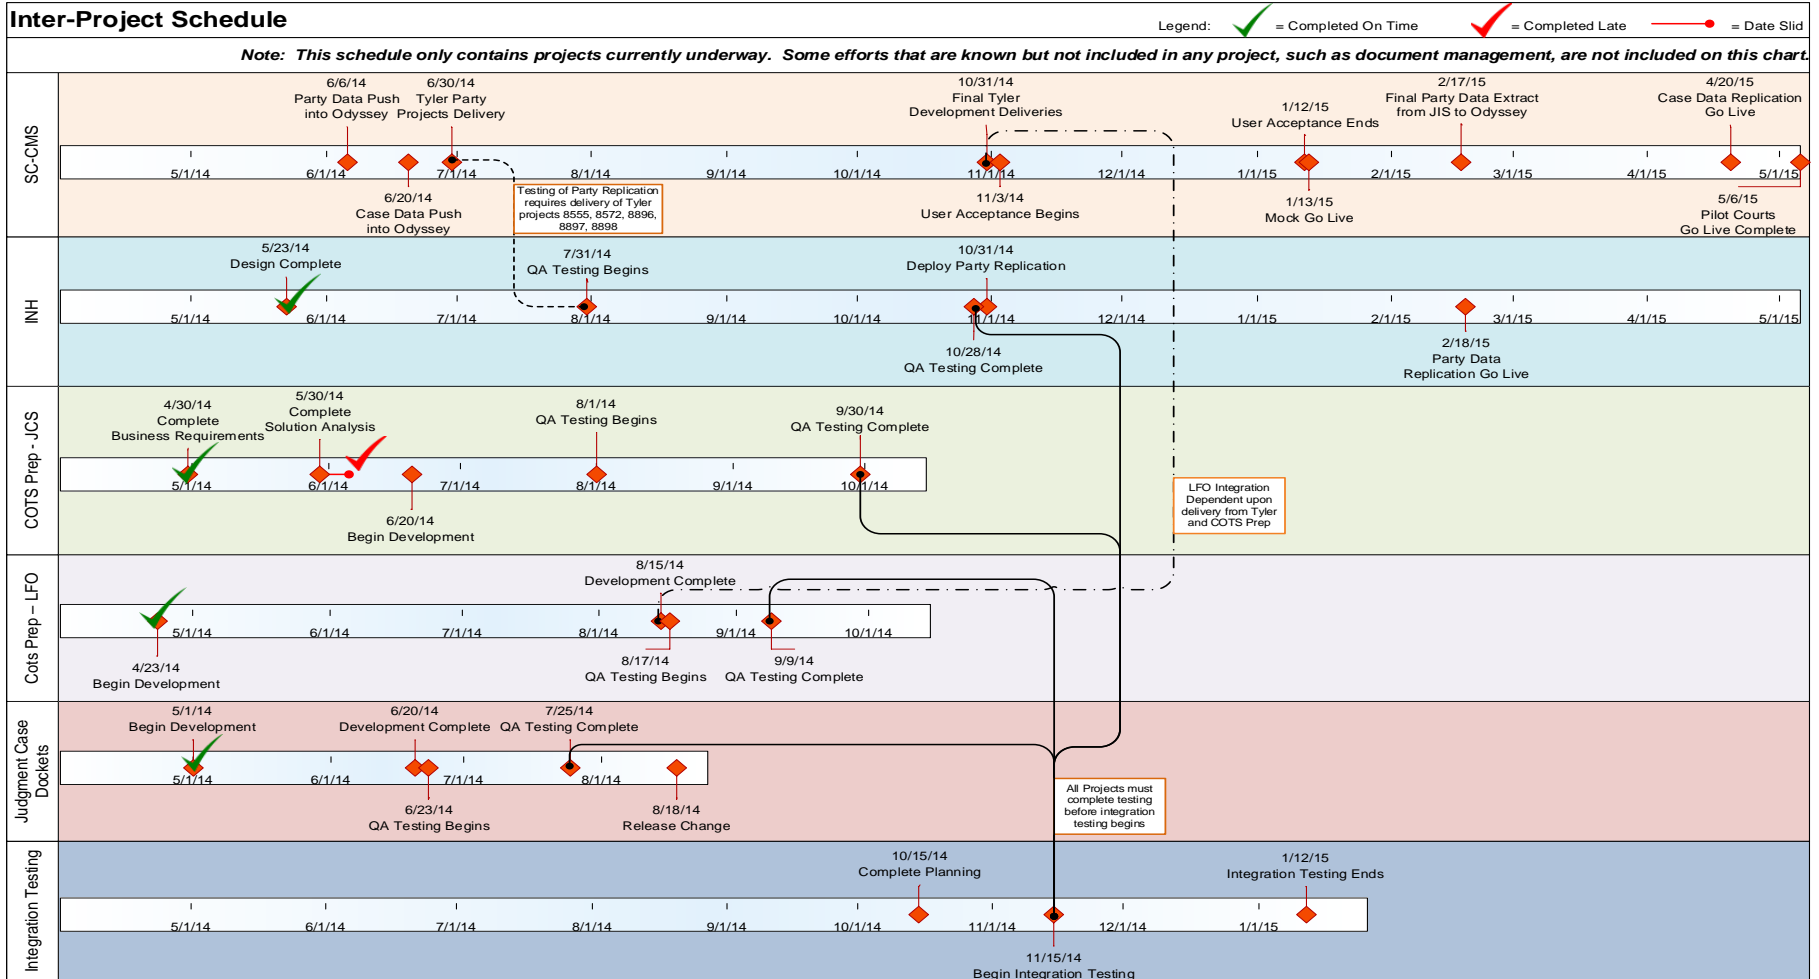 Inter-Project Schedule
Legend:
= Completed On Time
= Completed Late
= Date Slid
Note: This schedule only contains projects currently underway. Some efforts that are known but not included in any project, such as document management, are not included on this chart.
SC-CMS
6/6/14
Party Data Push
into Odyssey
6/30/14
Tyler Party
Projects Delivery
10/31/14
Final Tyler
Development Deliveries
1/12/15
User Acceptance Ends
2/17/15
Final Party Data Extract
from JIS to Odyssey
4/20/15
Case Data Replication
Go Live
5/1/14
6/1/14
7/1/14
8/1/14
9/1/14
10/1/14
11/1/14
12/1/14
1/1/15
2/1/15
3/1/15
4/1/15
5/1/15
6/20/14
Case Data Push
into Odyssey
Testing of Party Replication
requires delivery of Tyler
projects 8555, 8572, 8896,
8897, 8898
11/3/14
User Acceptance Begins
1/13/15
Mock Go Live
5/6/15
Pilot Courts
Go Live Complete
INH
5/23/14
Design Complete
7/31/14
QA Testing Begins
10/31/14
Deploy Party Replication
5/1/14
6/1/14
7/1/14
8/1/14
9/1/14
10/1/14
11/1/14
12/1/14
1/1/15
2/1/15
3/1/15
4/1/15
5/1/15
10/28/14
QA Testing Complete
2/18/15
Party Data
Replication Go Live
COTS Prep - JCS
4/30/14
Complete
Business Requirements
5/30/14
Complete
Solution Analysis
8/1/14
QA Testing Begins
9/30/14
QA Testing Complete
5/1/14
6/1/14
7/1/14
8/1/14
9/1/14
10/1/14
6/20/14
Begin Development
LFO Integration
Dependent upon
delivery from Tyler
and COTS Prep
Cots Prep – LFO
8/15/14
Development Complete
5/1/14
6/1/14
7/1/14
8/1/14
9/1/14
10/1/14
4/23/14
Begin Development
8/17/14
QA Testing Begins
9/9/14
QA Testing Complete
Judgment Case
Dockets
5/1/14
Begin Development
6/20/14
Development Complete
7/25/14
QA Testing Complete
5/1/14
6/1/14
7/1/14
8/1/14
6/23/14
QA Testing Begins
8/18/14
Release Change
All Projects must
complete testing
before integration
testing begins
Integration Testing
10/15/14
Complete Planning
1/12/15
Integration Testing Ends
5/1/14
6/1/14
7/1/14
8/1/14
9/1/14
10/1/14
11/1/14
12/1/14
1/1/15
11/15/14
Begin Integration Testing